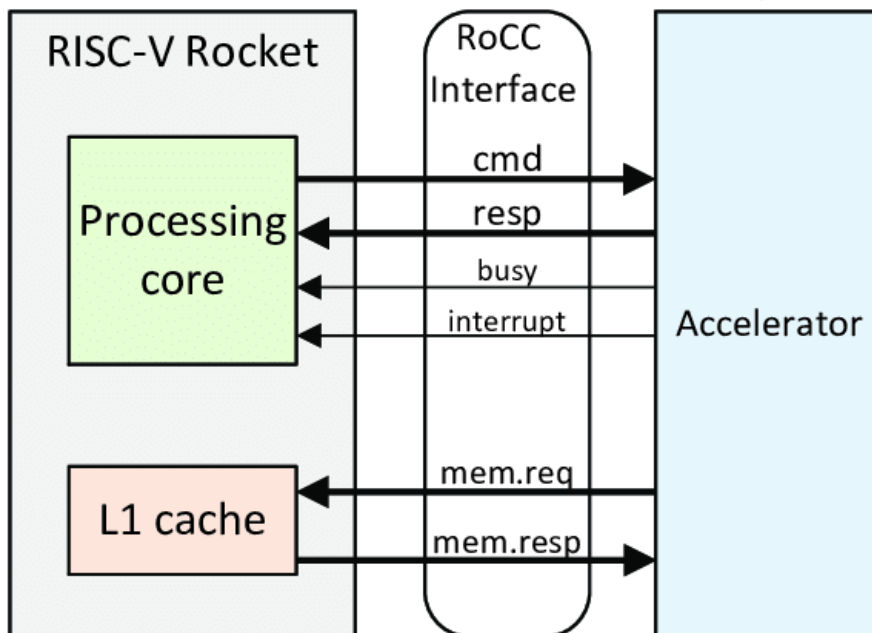 RISC-V Rocket
RoCC
Interface
Processing
core
cmd
resp
busy
interrupt
Accelerator
L1 cache
mem.req
mem.resp